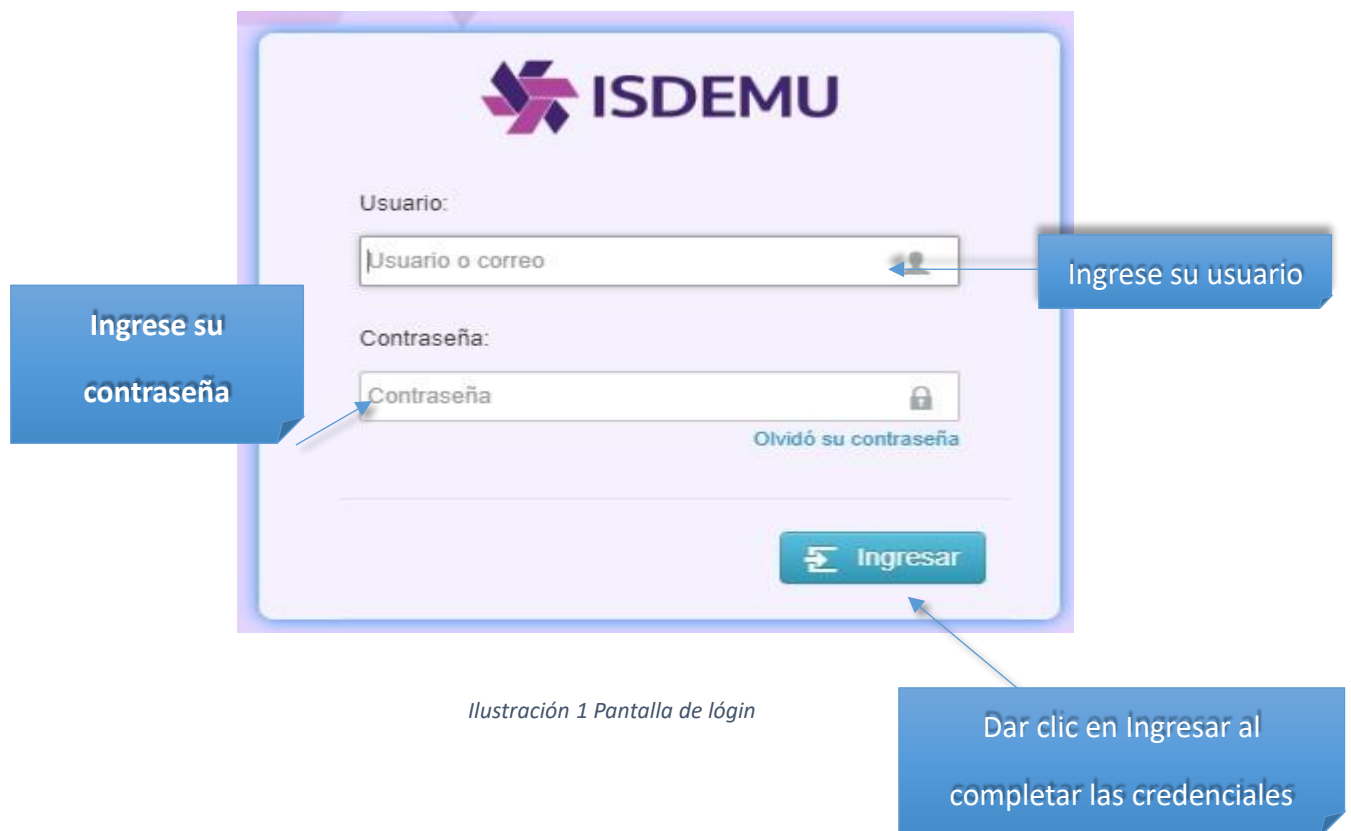 ISDEMU
Usuario:
Usuario o correo
Ingrese su usuario
Ingrese su
contraseña
Contraseña:
Contraseña
Olvidó su contraseña
Ingresar
Ilustración 1 Pantalla de lógin
Dar clic en Ingresar al
completar las credenciales